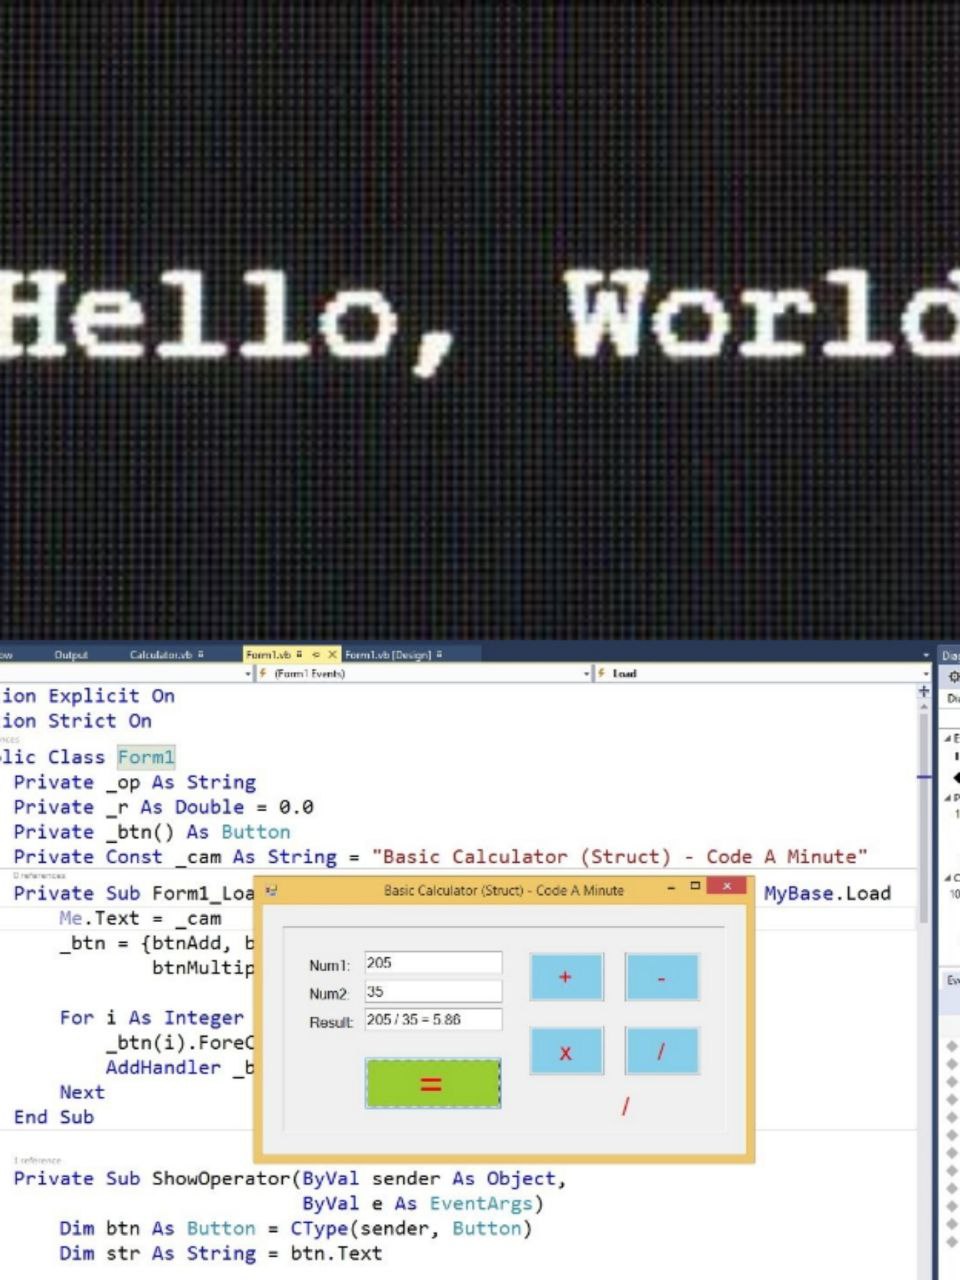 Hello, World
Output
Calculator.vb
Form1.vb
Form1.vb [Design]
(Form1 Events)
Load
ion Explicit On
ion Strict On
lic Class Form1
Private _op As String
Private _r As Double = 0.0
Private _btn() As Button
Private Const _cam As String = "Basic Calculator (Struct) - Code A Minute"
0 references
Private Sub Form1_Loa
MyBase.Load
Me.Text = _cam
_btn = {btnAdd, b
btnMultip
For i As Integer
_btn(i).ForeC
AddHandler _b
Next
End Sub
Basic Calculator (Struct) - Code A Minute
Num1: 205
Num2: 35
Result: 205 / 35 = 5.86
=
+ -
x /
/
1 reference
Private Sub ShowOperator(ByVal sender As Object,
ByVal e As EventArgs)
Dim btn As Button = CType(sender, Button)
Dim str As String = btn.Text